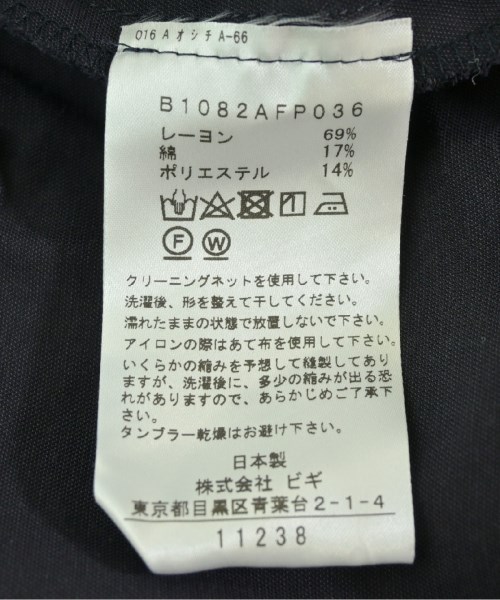 016 A オシチ A-66
B1082AFP036
レーヨン 69%
綿 17%
ポリエステル 14%
F W
クリーニングネットを使用して下さい。
洗濯後、形を整えて干してください。
濡れたままの状態で放置しないで下さい。
アイロンの際はあて布を使用して下さい。
いくらかの縮みを予想して縫製してあり
ますが、洗濯後に、多少の縮みが出る恐
れがありますので、あらかじめご了承下
さい。
タンブラー乾燥はお避け下さい。
日本製
株式会社 ビギ
東京都目黒区青葉台2-1-4
11238